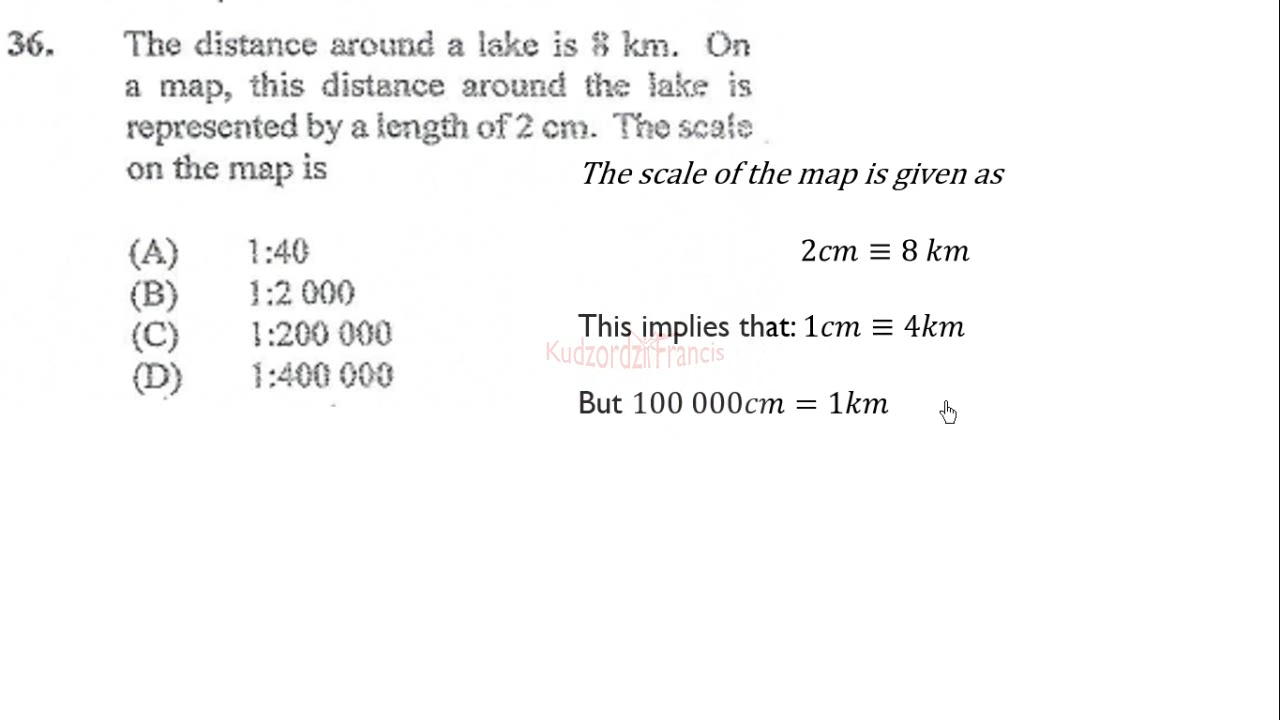 36. The distance around a lake is 8 km. On
a map, this distance around the lake is
represented by a length of 2 cm. The scale
on the map is
(A) 1:40
(B) 1:2 000
(C) 1:200 000
(D) 1:400 000
The scale of the map is given as
2cm ≡ 8 km
This implies that: 1cm ≡ 4km
Kudzordzi Francis
But 100 000cm = 1km